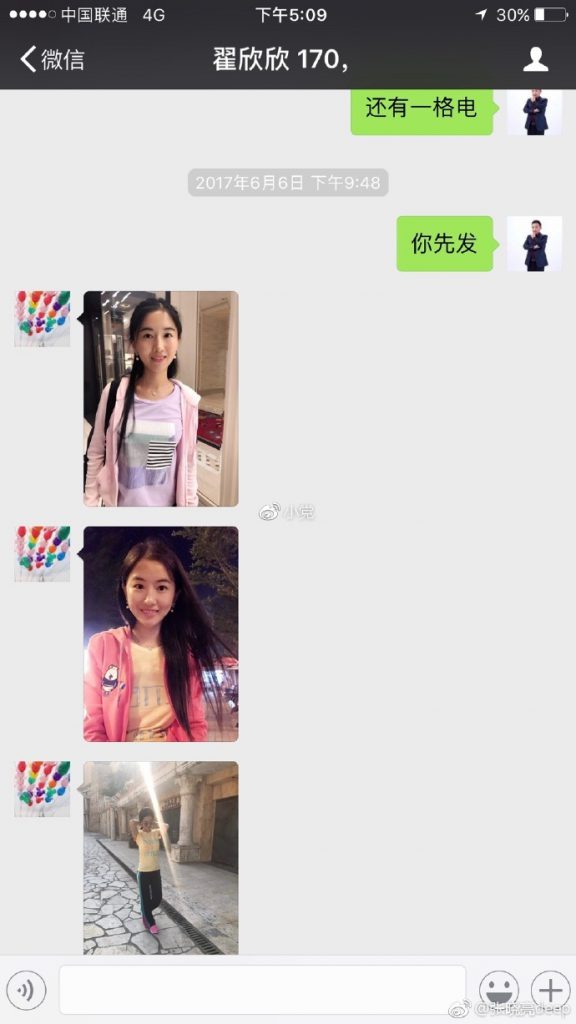 中国联通 4G 下午5:09 30%
微信 翟欣欣 170，
还有一格电
2017年6月6日 下午9:48
你先发
小党
@张晓亮deep